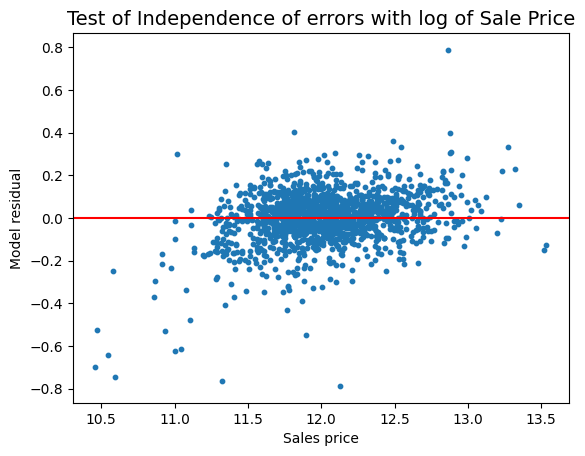 Test of Independence of errors with log of Sale Price
0.8
0.6
0.4
0.2
0.0
−0.2
−0.4
−0.6
−0.8
Model residual
10.5 11.0 11.5 12.0 12.5 13.0 13.5
Sales price